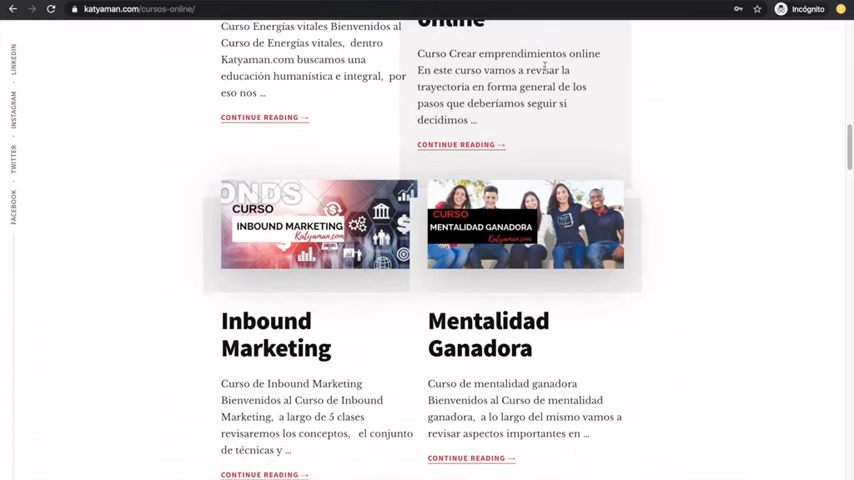 katyaman.com/cursos-online/
Incógnito
LINKEDIN
INSTAGRAM
TWITTER
FACEBOOK
Curso Energías vitales Bienvenidos al
Curso de Energías vitales, dentro
Katyaman.com buscamos una
educación humanística e integral, por
eso nos ...
CONTINUE READING →
online
Curso Crear emprendimientos online
En este curso vamos a revisar la
trayectoria en forma general de los
pasos que deberíamos seguir si
decidimos ...
CONTINUE READING →
ONDS
CURSO
INBOUND MARKETING
Katyaman.com
CURSO
MENTALIDAD GANADORA
Katyaman.com
Inbound
Marketing
Curso de Inbound Marketing
Bienvenidos al Curso de Inbound
Marketing, a largo de 5 clases
revisaremos los conceptos, el conjunto
de técnicas y ...
CONTINUE READING →
Mentalidad
Ganadora
Curso de mentalidad ganadora
Bienvenidos al Curso de mentalidad
ganadora, a lo largo del mismo vamos a
revisar aspectos importantes en ...
CONTINUE READING →